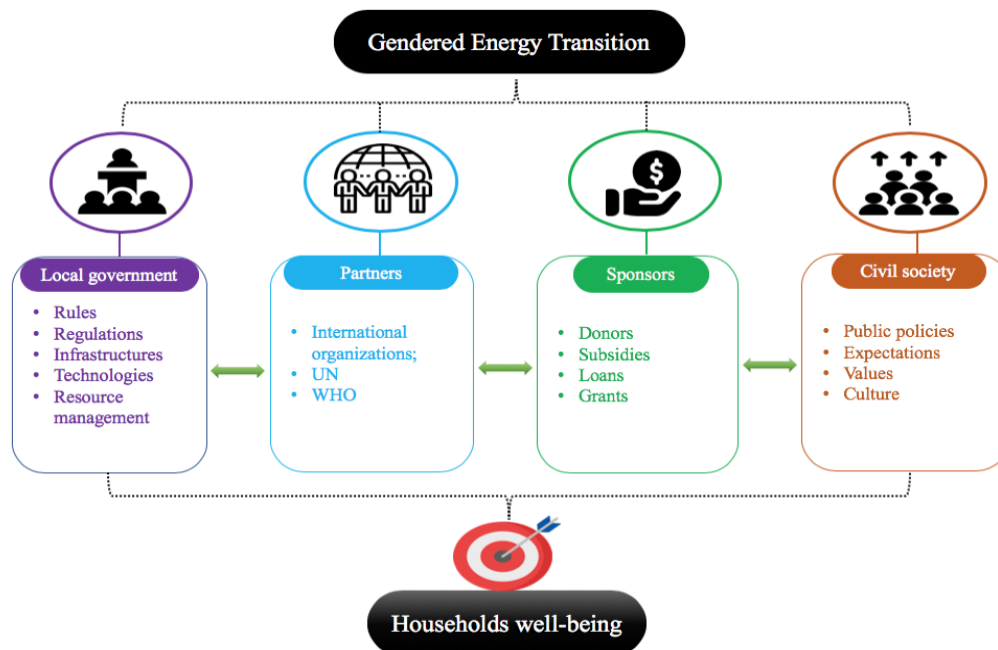 Gendered Energy Transition
Local government
• Rules
• Regulations
• Infrastructures
• Technologies
• Resource
management
Partners
• International
organizations;
• UN
• WHO
Sponsors
• Donors
• Subsidies
• Loans
• Grants
Civil society
• Public policies
• Expectations
• Values
• Culture
Households well-being